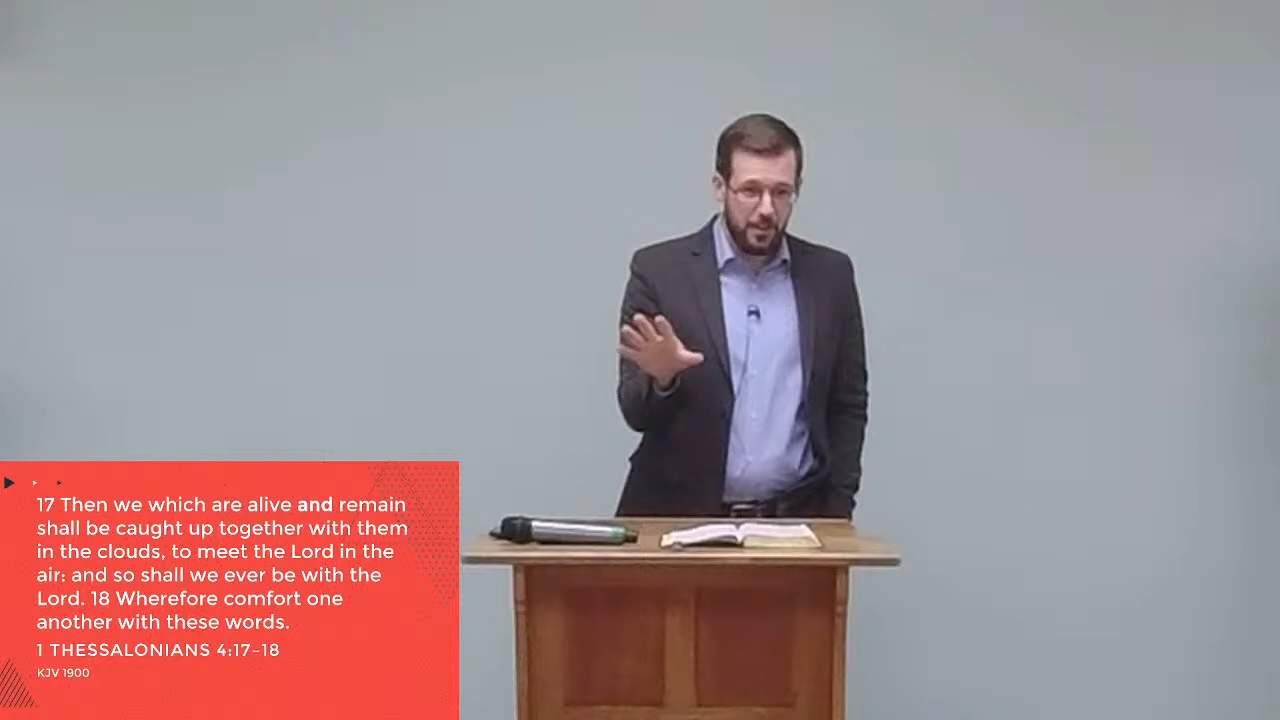 17 Then we which are alive and remain
shall be caught up together with them
in the clouds, to meet the Lord in the
air: and so shall we ever be with the
Lord. 18 Wherefore comfort one
another with these words.
1 THESSALONIANS 4:17–18
KJV 1900